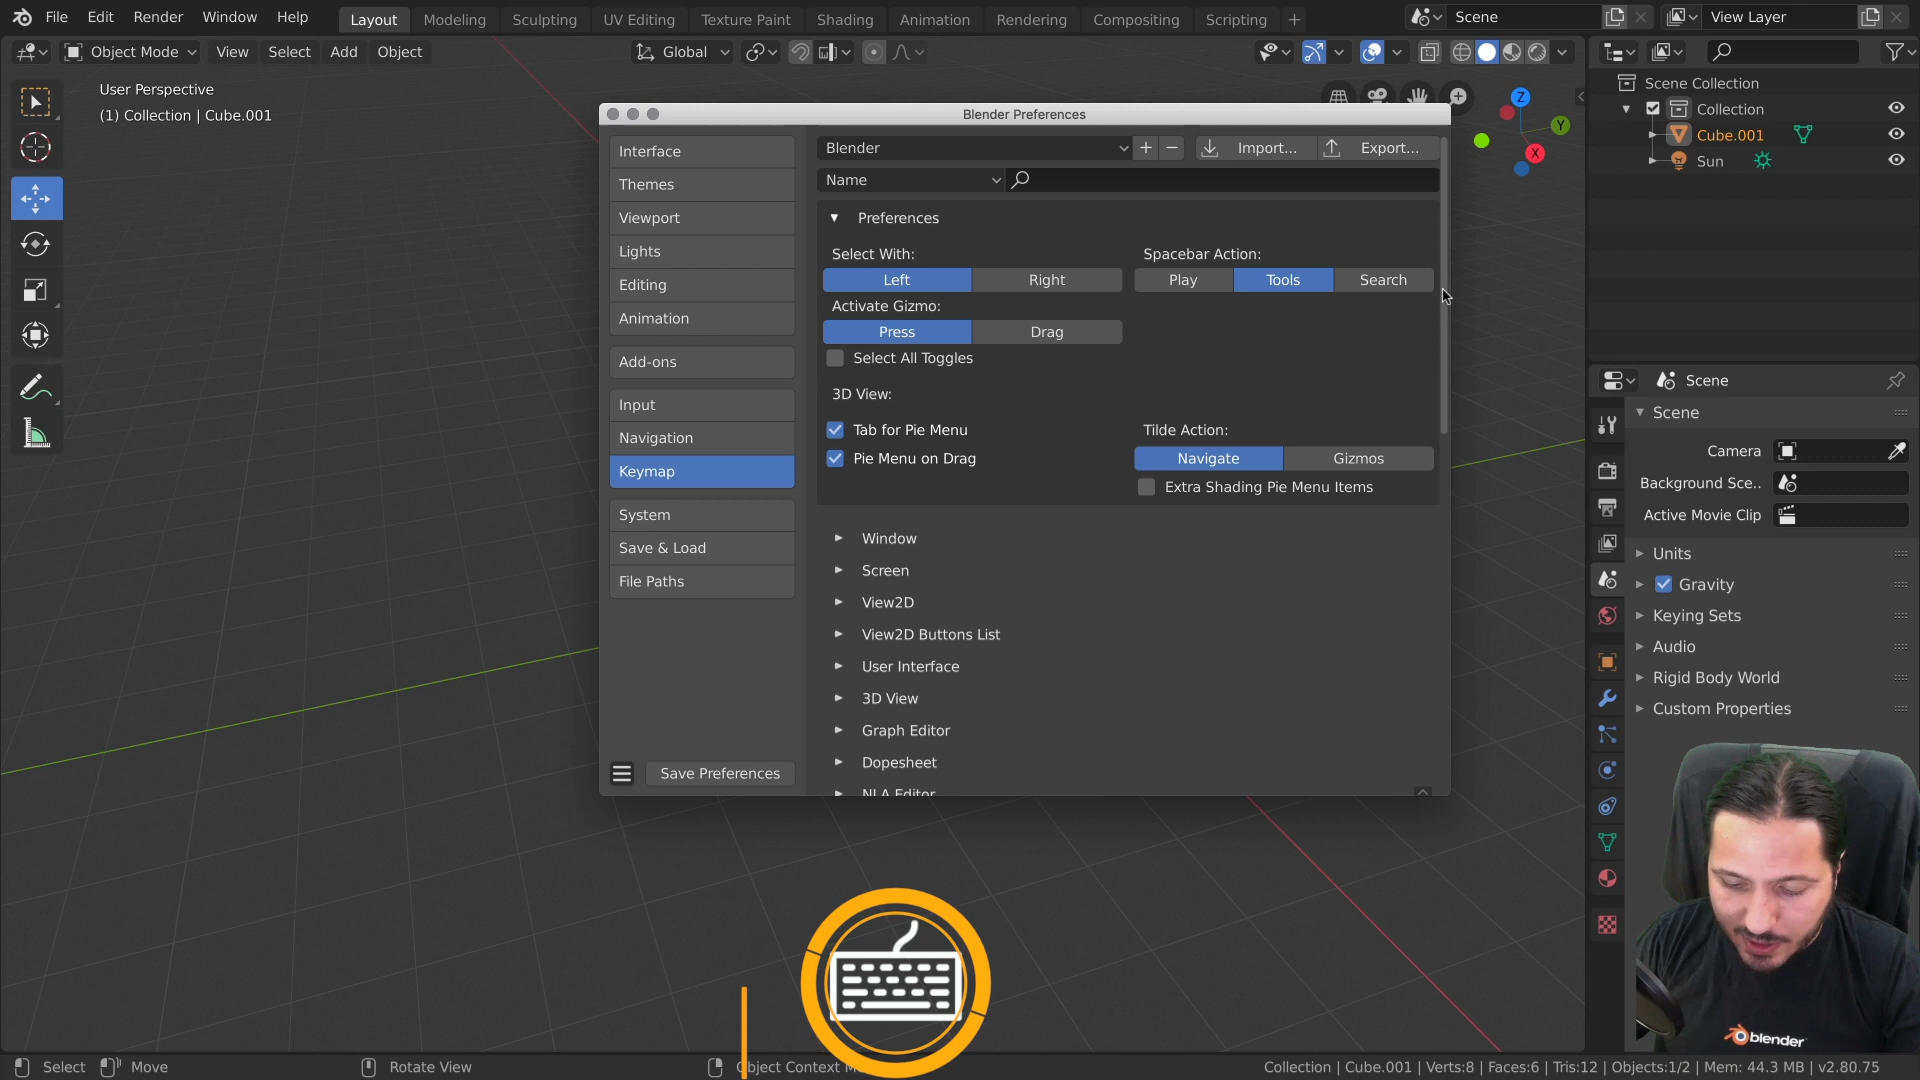 File Edit Render Window Help
Layout Modeling Sculpting UV Editing Texture Paint Shading Animation Rendering Compositing Scripting +
Scene
View Layer
Object Mode View Select Add Object
Global
User Perspective
(1) Collection | Cube.001
Z
Y
X
Scene Collection
Collection
Cube.001
Sun
Blender Preferences
Interface
Themes
Viewport
Lights
Editing
Animation
Add-ons
Input
Navigation
Keymap
System
Save & Load
File Paths
Save Preferences
Blender
Import...
Export...
Name
Preferences
Select With:
Spacebar Action:
Left Right
Play Tools Search
Activate Gizmo:
Press Drag
Select All Toggles
3D View:
Tab for Pie Menu
Tilde Action:
Pie Menu on Drag
Navigate Gizmos
Extra Shading Pie Menu Items
Window
Screen
View2D
View2D Buttons List
User Interface
3D View
Graph Editor
Dopesheet
NLA Editor
Scene
Scene
Camera
Background Sce..
Active Movie Clip
Units
Gravity
Keying Sets
Audio
Rigid Body World
Custom Properties
blender
Select Move Rotate View Object Context M
Collection | Cube.001 | Verts:8 | Faces:6 | Tris:12 | Objects:1/2 | Mem: 44.3 MB | v2.80.75